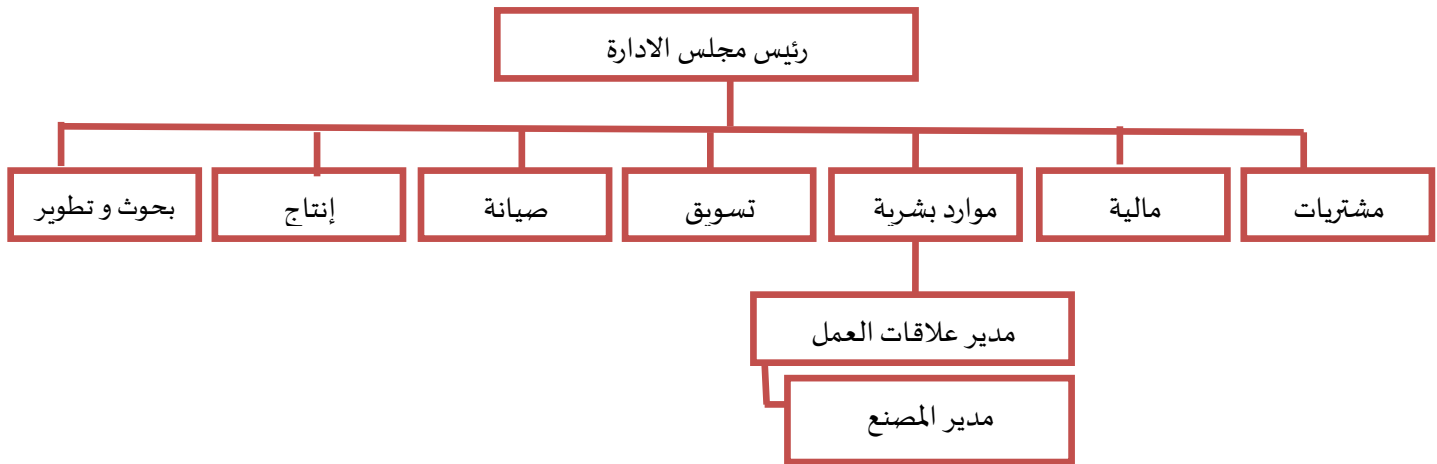 رئيس مجلس الادارة
مشتريات
مالية
موارد بشرية
تسويق
صيانة
إنتاج
بحوث و تطوير
مدير علاقات العمل
مدير المصنع